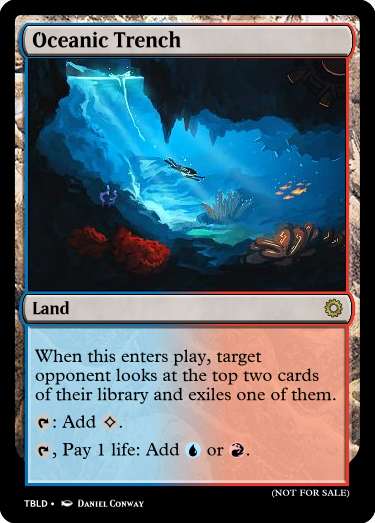 Oceanic Trench
Land
When this enters play, target
opponent looks at the top two cards
of their library and exiles one of them.
: Add .
, Pay 1 life: Add or .
(NOT FOR SALE)
TBLD • Daniel Conway